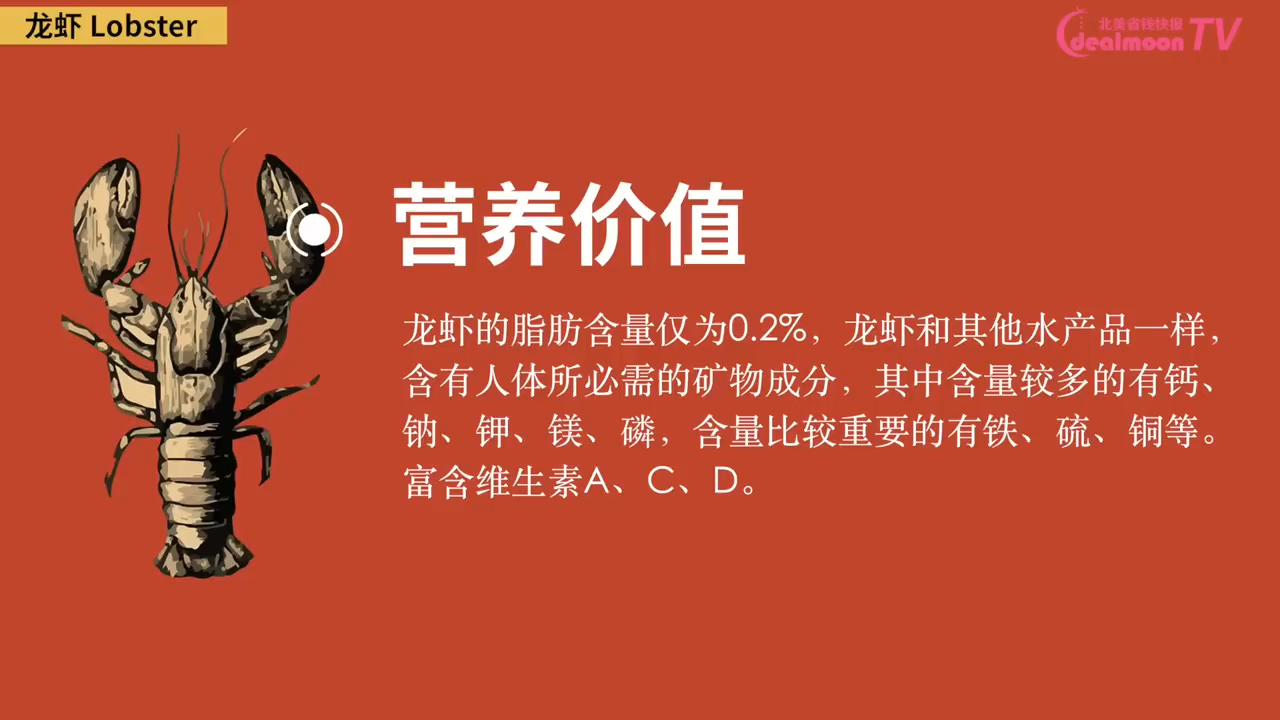 龙虾 Lobster
北美省钱快报
dealmoon TV
营养价值
龙虾的脂肪含量仅为0.2%，龙虾和其他水产品一样，
含有人体所必需的矿物成分，其中含量较多的有钙、
钠、钾、镁、磷，含量比较重要的有铁、硫、铜等。
富含维生素A、C、D。